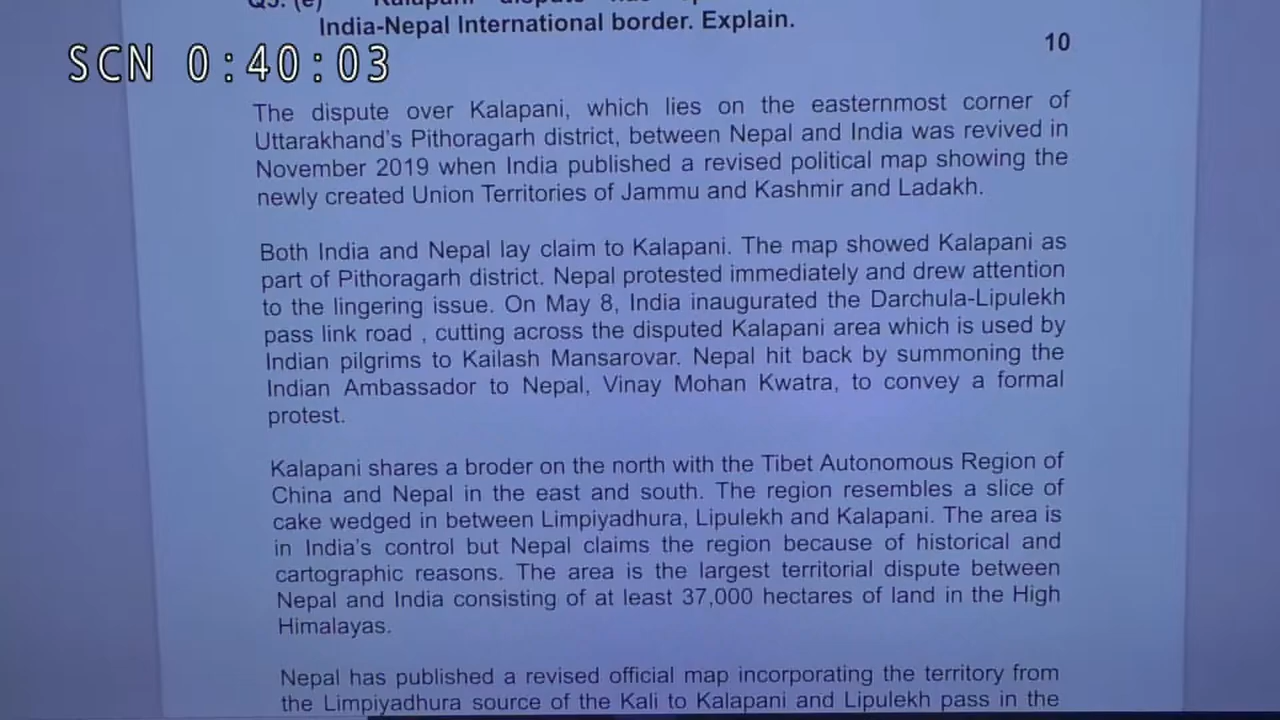 India-Nepal International border. Explain.
10
SCN 0:40:03
The dispute over Kalapani, which lies on the easternmost corner of
Uttarakhand's Pithoragarh district, between Nepal and India was revived in
November 2019 when India published a revised political map showing the
newly created Union Territories of Jammu and Kashmir and Ladakh.
Both India and Nepal lay claim to Kalapani. The map showed Kalapani as
part of Pithoragarh district. Nepal protested immediately and drew attention
to the lingering issue. On May 8, India inaugurated the Darchula-Lipulekh
pass link road , cutting across the disputed Kalapani area which is used by
Indian pilgrims to Kailash Mansarovar. Nepal hit back by summoning the
Indian Ambassador to Nepal, Vinay Mohan Kwatra, to convey a formal
protest.
Kalapani shares a broder on the north with the Tibet Autonomous Region of
China and Nepal in the east and south. The region resembles a slice of
cake wedged in between Limpiyadhura, Lipulekh and Kalapani. The area is
in India's control but Nepal claims the region because of historical and
cartographic reasons. The area is the largest territorial dispute between
Nepal and India consisting of at least 37,000 hectares of land in the High
Himalayas.
Nepal has published a revised official map incorporating the territory from
the Limpiyadhura source of the Kali to Kalapani and Lipulekh pass in the